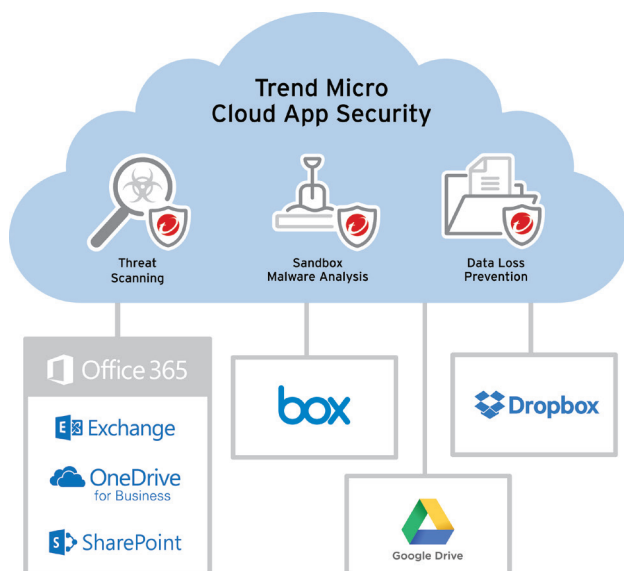 Trend Micro
Cloud App Security
Threat
Scanning
Sandbox
Malware Analysis
Data Loss
Prevention
Office 365
E Exchange
OneDrive
for Business
S SharePoint
box
Dropbox
Google Drive